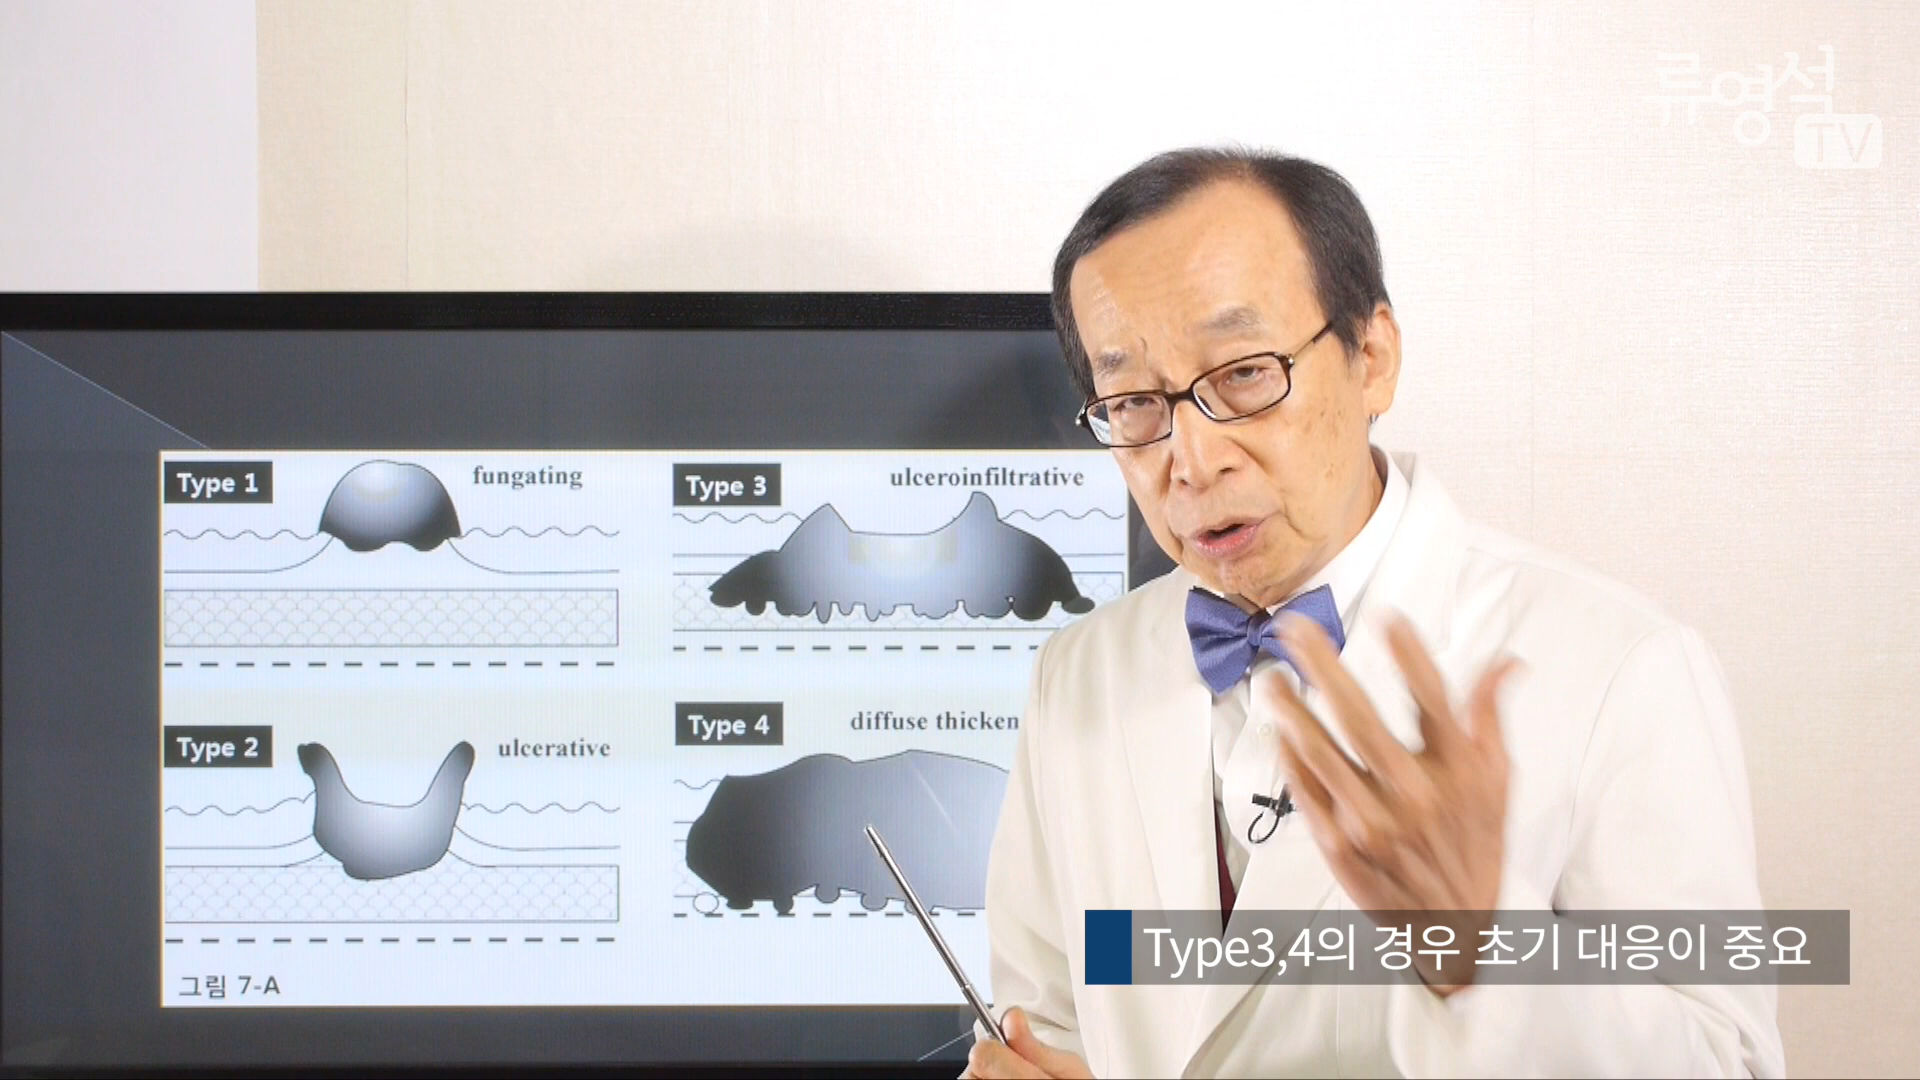 류영석
TV
Type 1
fungating
Type 3
ulceroinfiltrative
Type 2
ulcerative
Type 4
diffuse thicken
그림 7-A
Type3,4의 경우 초기 대응이 중요